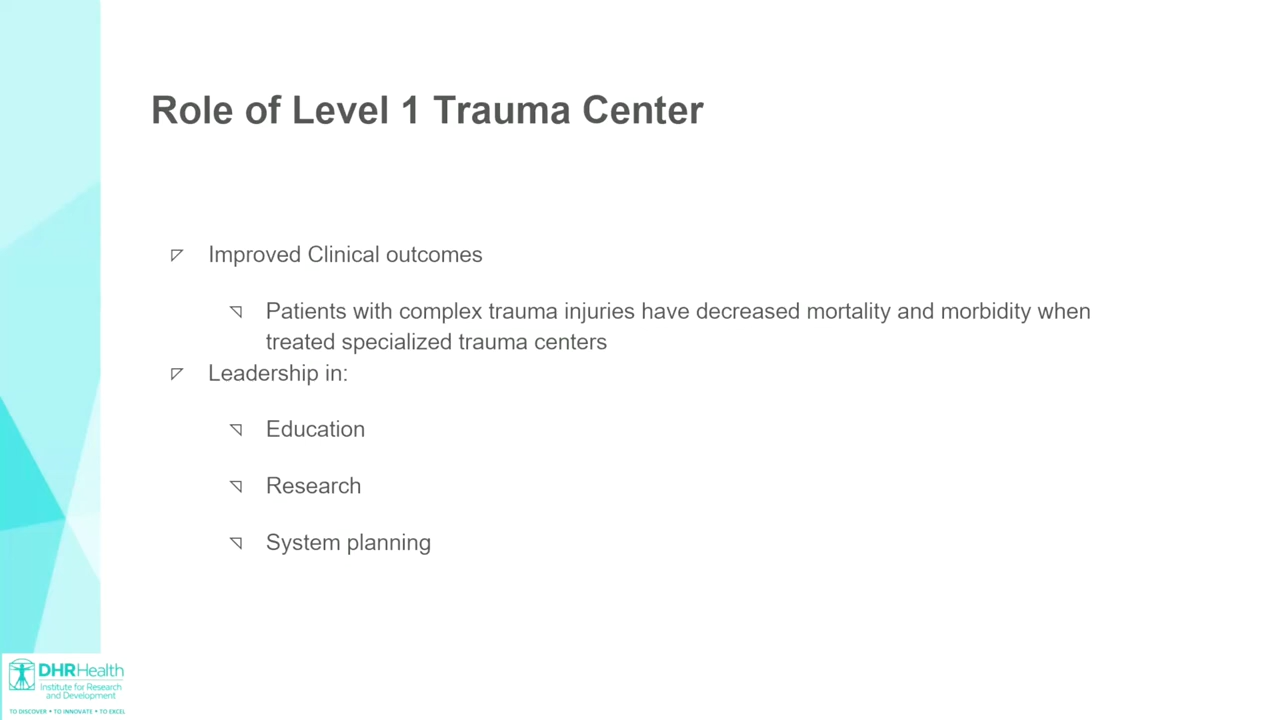 Role of Level 1 Trauma Center
Improved Clinical outcomes
Patients with complex trauma injuries have decreased mortality and morbidity when
treated specialized trauma centers
Leadership in:
Education
Research
System planning
DHRHealth
Institute for Research
and Development
TO DISCOVER • TO INNOVATE • TO EXCEL